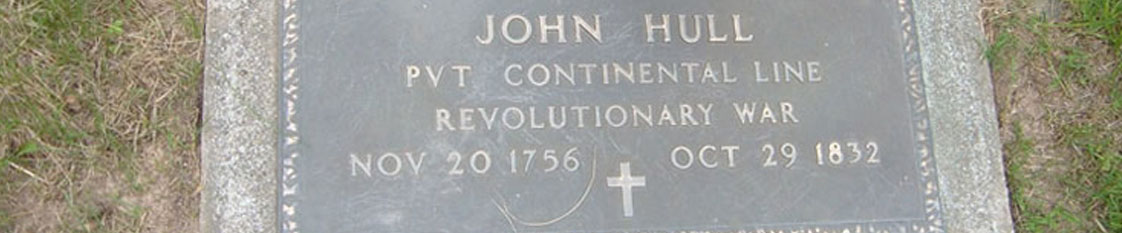 JOHN HULL
PVT CONTINENTAL LINE
REVOLUTIONARY WAR
NOV 20 1756 OCT 29 1832